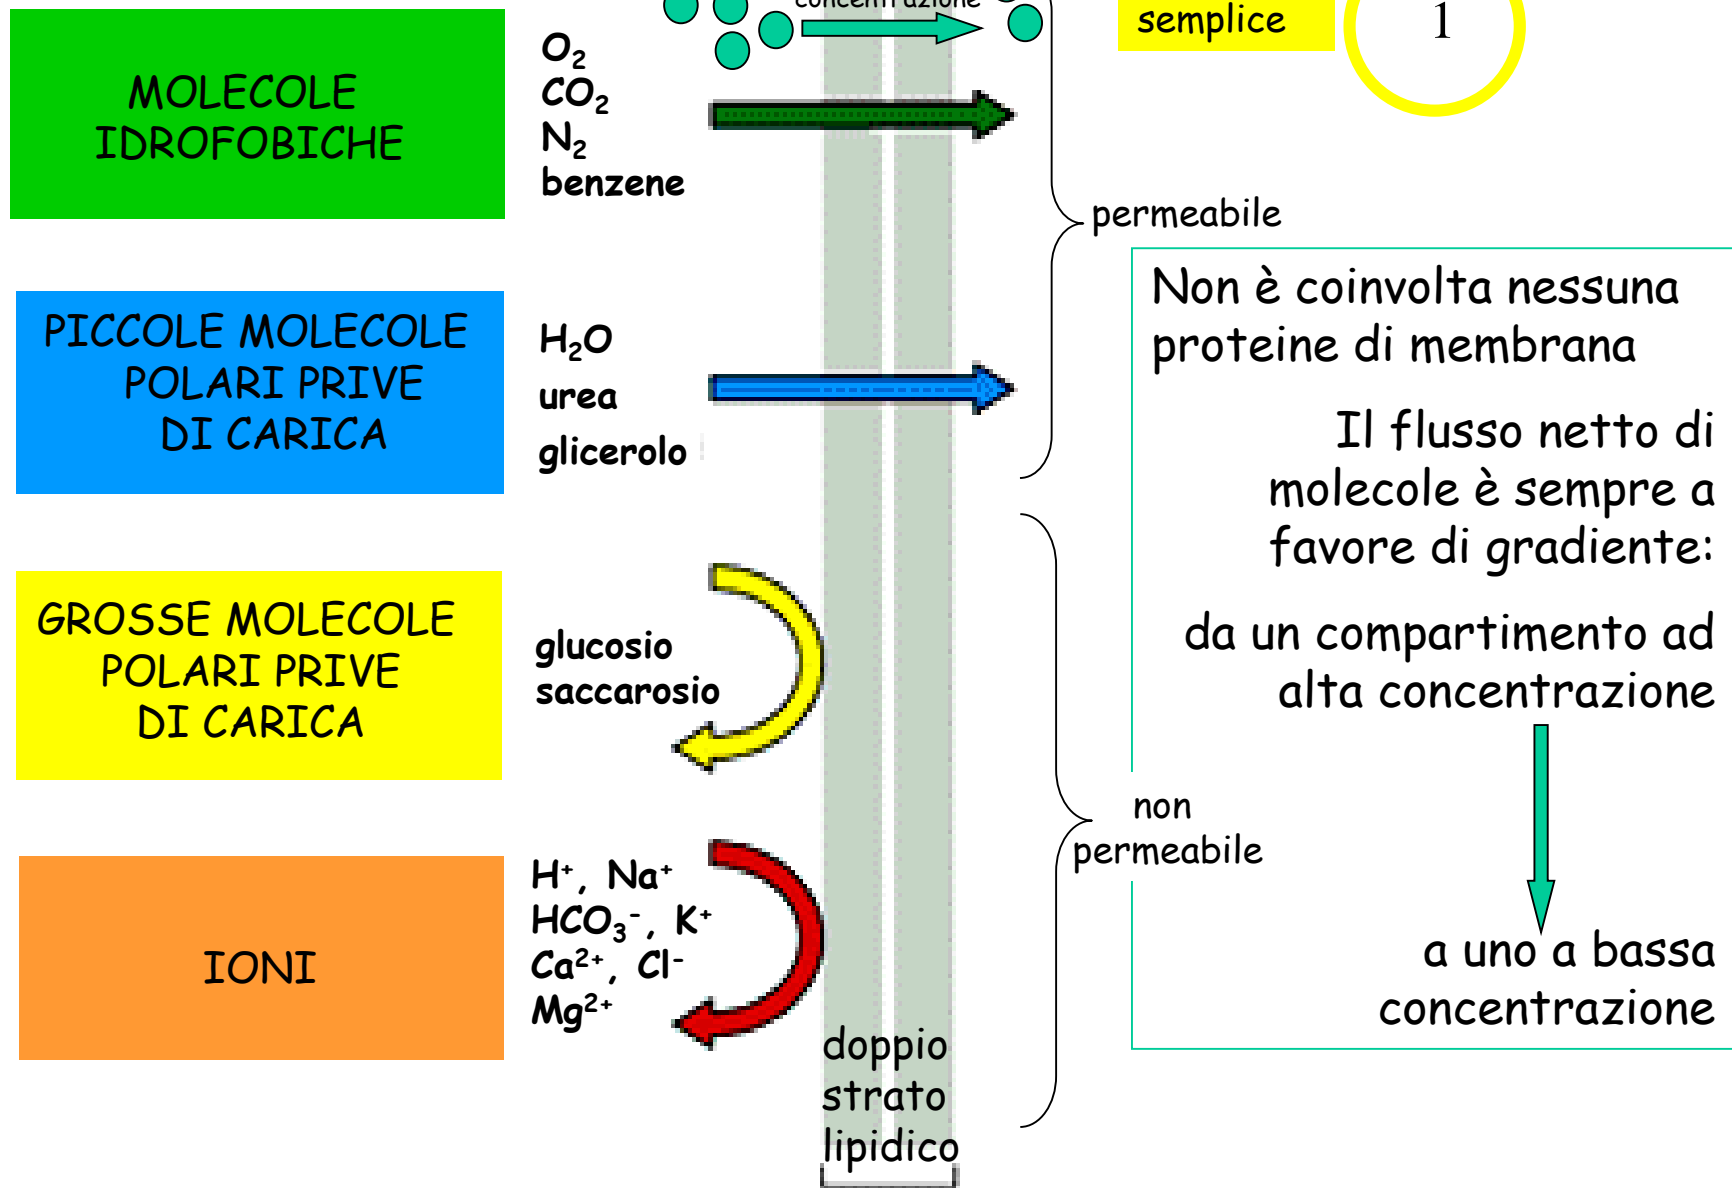 concentrazione
semplice
1
MOLECOLE
IDROFOBICHE
O₂
CO₂
N₂
benzene
permeabile
PICCOLE MOLECOLE
POLARI PRIVE
DI CARICA
H₂O
urea
glicerolo
Non è coinvolta nessuna
proteine di membrana
Il flusso netto di
molecole è sempre a
favore di gradiente:
da un compartimento ad
alta concentrazione
a uno a bassa
concentrazione
GROSSE MOLECOLE
POLARI PRIVE
DI CARICA
glucosio
saccarosio
non
permeabile
IONI
H⁺, Na⁺
HCO₃⁻, K⁺
Ca²⁺, Cl⁻
Mg²⁺
doppio
strato
lipidico